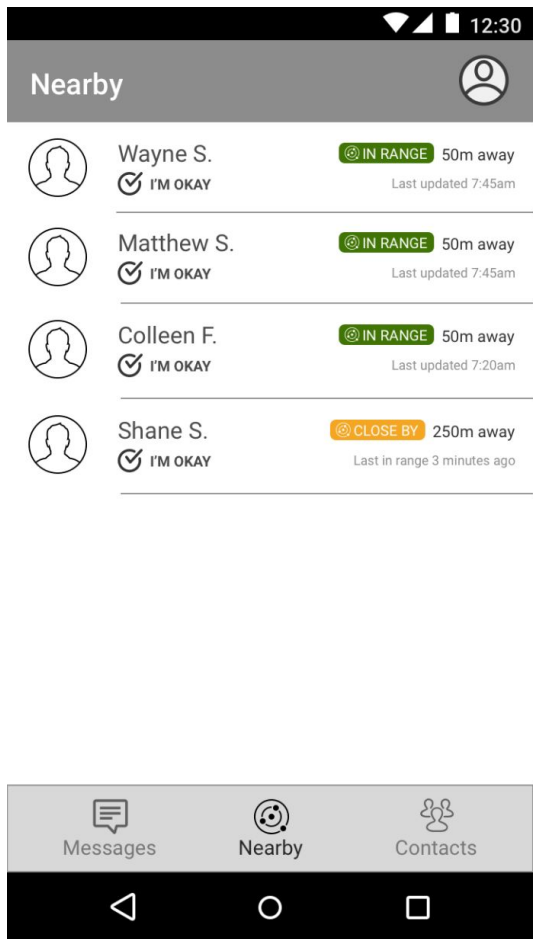 12:30
Nearby
Wayne S.
IN RANGE 50m away
I'M OKAY
Last updated 7:45am
Matthew S.
IN RANGE 50m away
I'M OKAY
Last updated 7:45am
Colleen F.
IN RANGE 50m away
I'M OKAY
Last updated 7:20am
Shane S.
CLOSE BY 250m away
I'M OKAY
Last in range 3 minutes ago
Messages
Nearby
Contacts